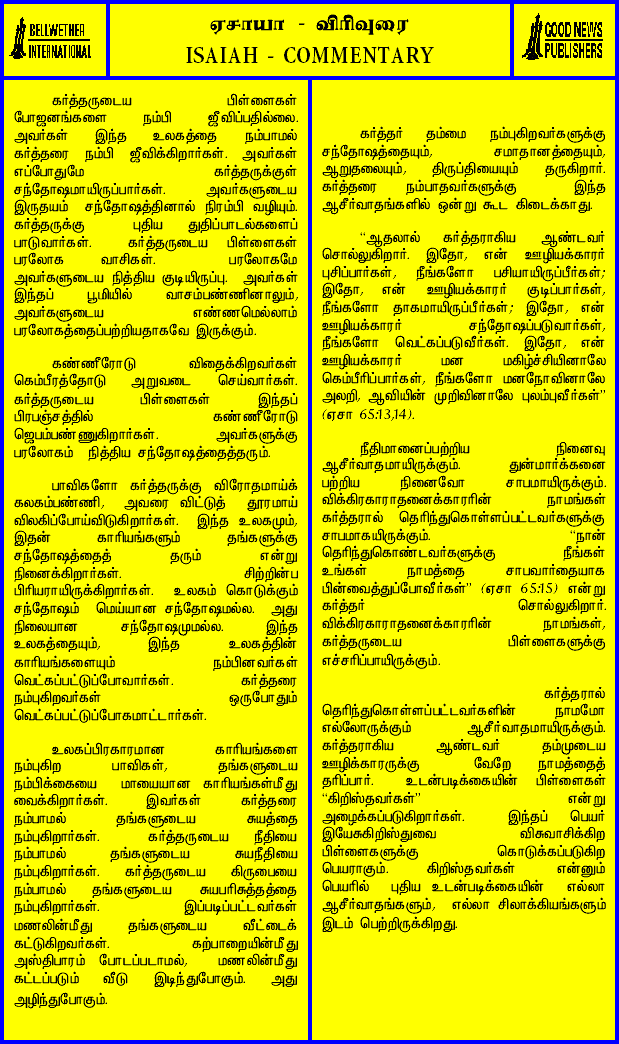 BELLWETHER
INTERNATIONAL
ஏசாயா - விரிவுரை
ISAIAH - COMMENTARY
GOOD NEWS
PUBLISHERS
கர்த்தருடைய பிள்ளைகள்
போஜனங்களை நம்பி ஜீவிப்பதில்லை.
அவர்கள் இந்த உலகத்தை நம்பாமல்
கர்த்தரை நம்பி ஜீவிக்கிறார்கள். அவர்கள்
எப்போதுமே கர்த்தருக்குள்
சந்தோஷமாயிருப்பார்கள். அவர்களுடைய
இருதயம் சந்தோஷத்தினால் நிரம்பி வழியும்.
கர்த்தருக்கு புதிய துதிப்பாடல்களைப்
பாடுவார்கள். கர்த்தருடைய பிள்ளைகள்
பரலோக வாசிகள். பரலோகமே
அவர்களுடைய நித்திய குடியிருப்பு. அவர்கள்
இந்தப் பூமியில் வாசம்பண்ணினாலும்,
அவர்களுடைய எண்ணமெல்லாம்
பரலோகத்தைப்பற்றியதாகவே இருக்கும்.
கண்ணீரோடு விதைக்கிறவர்கள்
கெம்பீரத்தோடு அறுவடை செய்வார்கள்.
கர்த்தருடைய பிள்ளைகள் இந்தப்
பிரபஞ்சத்தில் கண்ணீரோடு
ஜெபம்பண்ணுகிறார்கள். அவர்களுக்கு
பரலோகம் நித்திய சந்தோஷத்தைத்தரும்.
பாவிகளோ கர்த்தருக்கு விரோதமாய்க்
கலகம்பண்ணி, அவரை விட்டுத் தூரமாய்
விலகிப்போய்விடுகிறார்கள். இந்த உலகமும்,
இதன் காரியங்களும் தங்களுக்கு
சந்தோஷத்தைத் தரும் என்று
நினைக்கிறார்கள். சிற்றின்ப
பிரியராயிருக்கிறார்கள். உலகம் கொடுக்கும்
சந்தோஷம் மெய்யான சந்தோஷமல்ல. அது
நிலையான சந்தோஷமுமல்ல. இந்த
உலகத்தையும், இந்த உலகத்தின்
காரியங்களையும் நம்பினவர்கள்
வெட்கப்பட்டுப்போவார்கள். கர்த்தரை
நம்புகிறவர்கள் ஒருபோதும்
வெட்கப்பட்டுப்போகமாட்டார்கள்.
உலகப்பிரகாரமான காரியங்களை
நம்புகிற பாவிகள், தங்களுடைய
நம்பிக்கையை மாயையான காரியங்கள்மீது
வைக்கிறார்கள். இவர்கள் கர்த்தரை
நம்பாமல் தங்களுடைய சுயத்தை
நம்புகிறார்கள். கர்த்தருடைய நீதியை
நம்பாமல் தங்களுடைய சுயநீதியை
நம்புகிறார்கள். கர்த்தருடைய கிருபையை
நம்பாமல் தங்களுடைய சுயபரிசுத்தத்தை
நம்புகிறார்கள். இப்படிப்பட்டவர்கள்
மணலின்மீது தங்களுடைய வீட்டைக்
கட்டுகிறவர்கள். கற்பாறையின்மீது
அஸ்திபாரம் போடப்படாமல், மணலின்மீது
கட்டப்படும் வீடு இடிந்துபோகும். அது
அழிந்துபோகும்.
கர்த்தர் தம்மை நம்புகிறவர்களுக்கு
சந்தோஷத்தையும், சமாதானத்தையும்,
ஆறுதலையும், திருப்தியையும் தருகிறார்.
கர்த்தரை நம்பாதவர்களுக்கு இந்த
ஆசீர்வாதங்களில் ஒன்று கூட கிடைக்காது.
“ஆதலால் கர்த்தராகிய ஆண்டவர்
சொல்லுகிறார். இதோ, என் ஊழியக்காரர்
புசிப்பார்கள், நீங்களோ பசியாயிருப்பீர்கள்;
இதோ, என் ஊழியக்காரர் குடிப்பார்கள்,
நீங்களோ தாகமாயிருப்பீர்கள்; இதோ, என்
ஊழியக்காரர் சந்தோஷப்படுவார்கள்,
நீங்களோ வெட்கப்படுவீர்கள். இதோ, என்
ஊழியக்காரர் மன மகிழ்ச்சியினாலே
கெம்பீரிப்பார்கள், நீங்களோ மனநோவினாலே
அலறி, ஆவியின் முறிவினாலே புலம்புவீர்கள்”
(ஏசா 65:13,14).
நீதிமானைப்பற்றிய நினைவு
ஆசீர்வாதமாயிருக்கும். துன்மார்க்கனை
பற்றிய நினைவோ சாபமாயிருக்கும்.
விக்கிரகாராதனைக்காரரின் நாமங்கள்
கர்த்தரால் தெரிந்துகொள்ளப்பட்டவர்களுக்கு
சாபமாகயிருக்கும். “நான்
தெரிந்துகொண்டவர்களுக்கு நீங்கள்
உங்கள் நாமத்தை சாபவார்தையாக
பின்வைத்துப்போவீர்கள்” (ஏசா 65:15) என்று
கர்த்தர் சொல்லுகிறார்.
விக்கிரகாராதனைக்காரரின் நாமங்கள்,
கர்த்தருடைய பிள்ளைகளுக்கு
எச்சரிப்பாயிருக்கும்.
கர்த்தரால்
தெரிந்துகொள்ளப்பட்டவர்களின் நாமமோ
எல்லோருக்கும் ஆசீர்வாதமாயிருக்கும்.
கர்த்தராகிய ஆண்டவர் தம்முடைய
ஊழிக்காரருக்கு வேறே நாமத்தைத்
தரிப்பார். உடன்படிக்கையின் பிள்ளைகள்
“கிறிஸ்தவர்கள்” என்று
அழைக்கப்படுகிறார்கள். இந்தப் பெயர்
இயேசுகிறிஸ்துவை விசுவாசிக்கிற
பிள்ளைகளுக்கு கொடுக்கப்படுகிற
பெயராகும். கிறிஸ்தவர்கள் என்னும்
பெயரில் புதிய உடன்படிக்கையின் எல்லா
ஆசீர்வாதங்களும், எல்லா சிலாக்கியங்களும்
இடம் பெற்றிருக்கிறது.